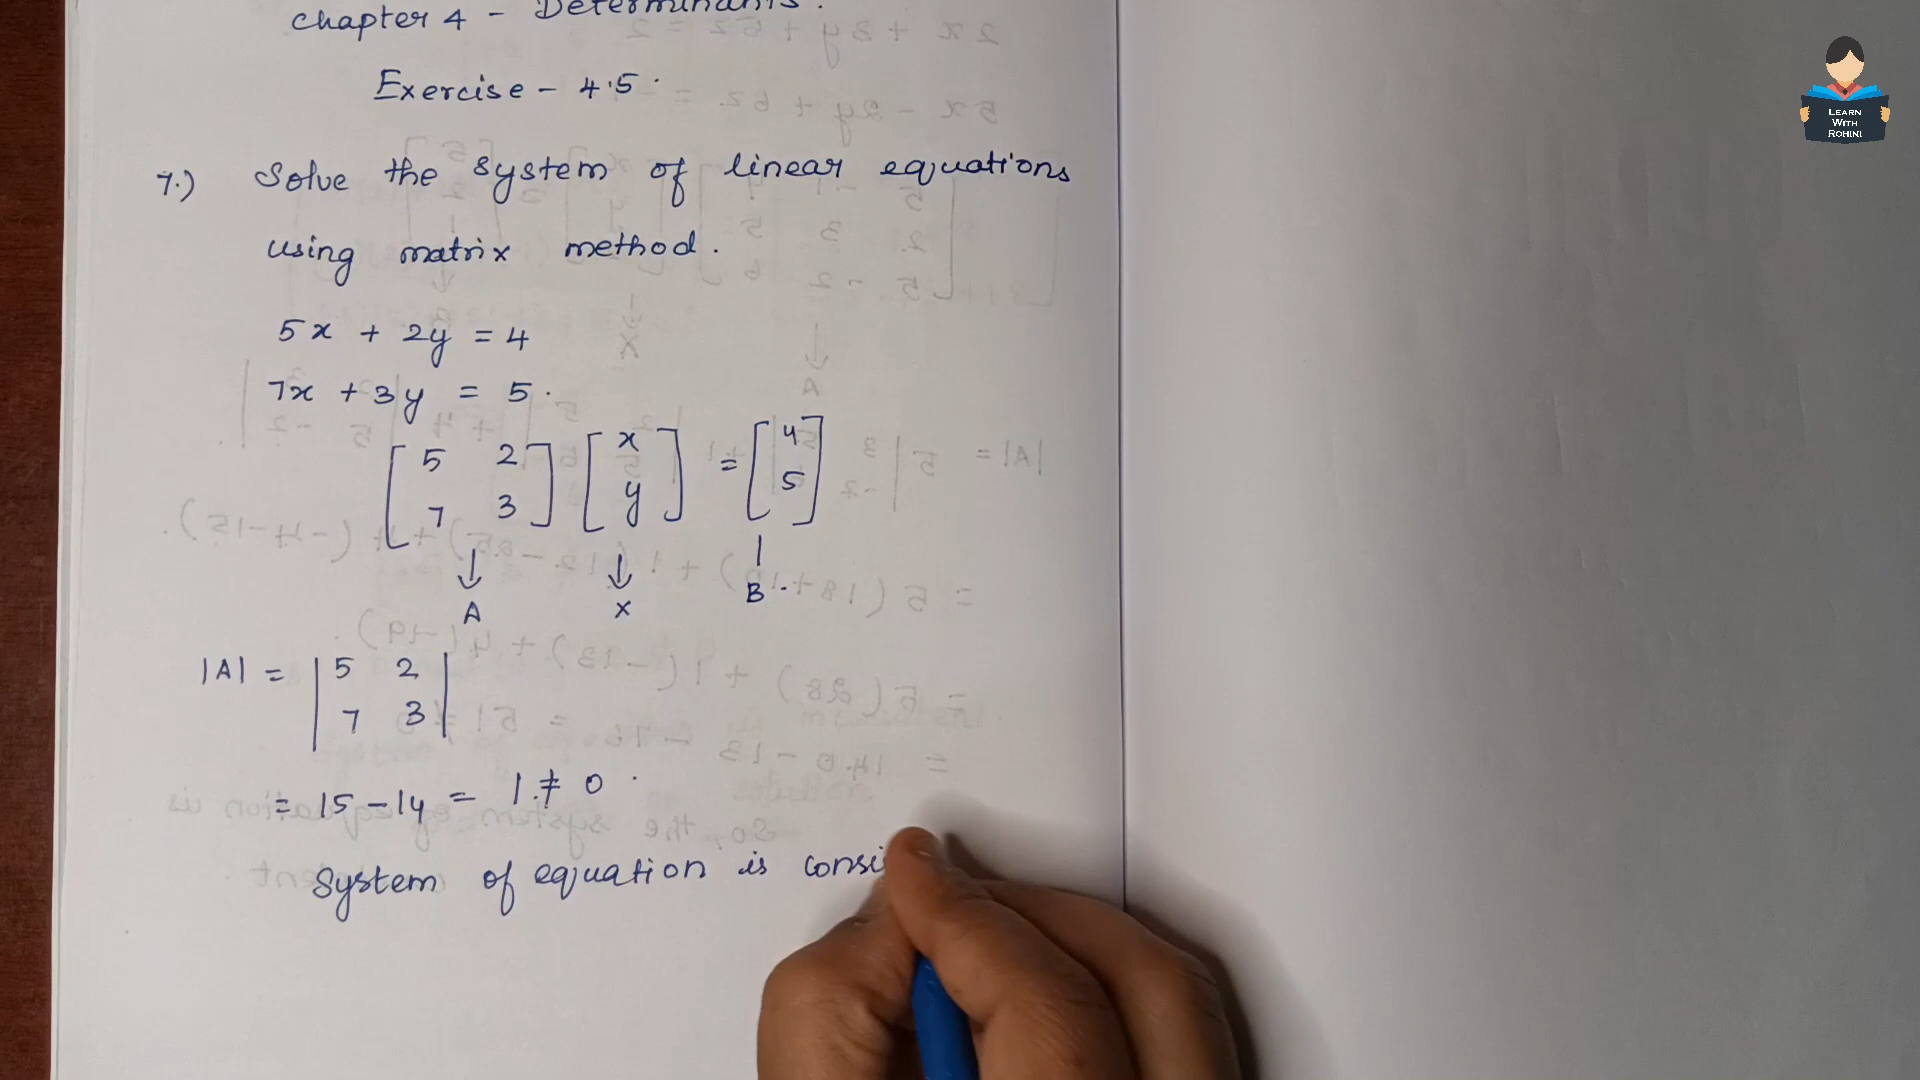 Chapter 4 - Determinants.
Exercise - 4.5.
LEARN
WITH
ROHINI
7.) Solve the system of linear equations
using matrix method.
5x + 2y = 4
7x + 3y = 5.
[5 2] [x] = [4]
[7 3] [y] [5]
↓ ↓ |
A X B.
|A| = |5 2|
|7 3|
= 15 - 14 = 1 ≠ 0.
System of equation is consi